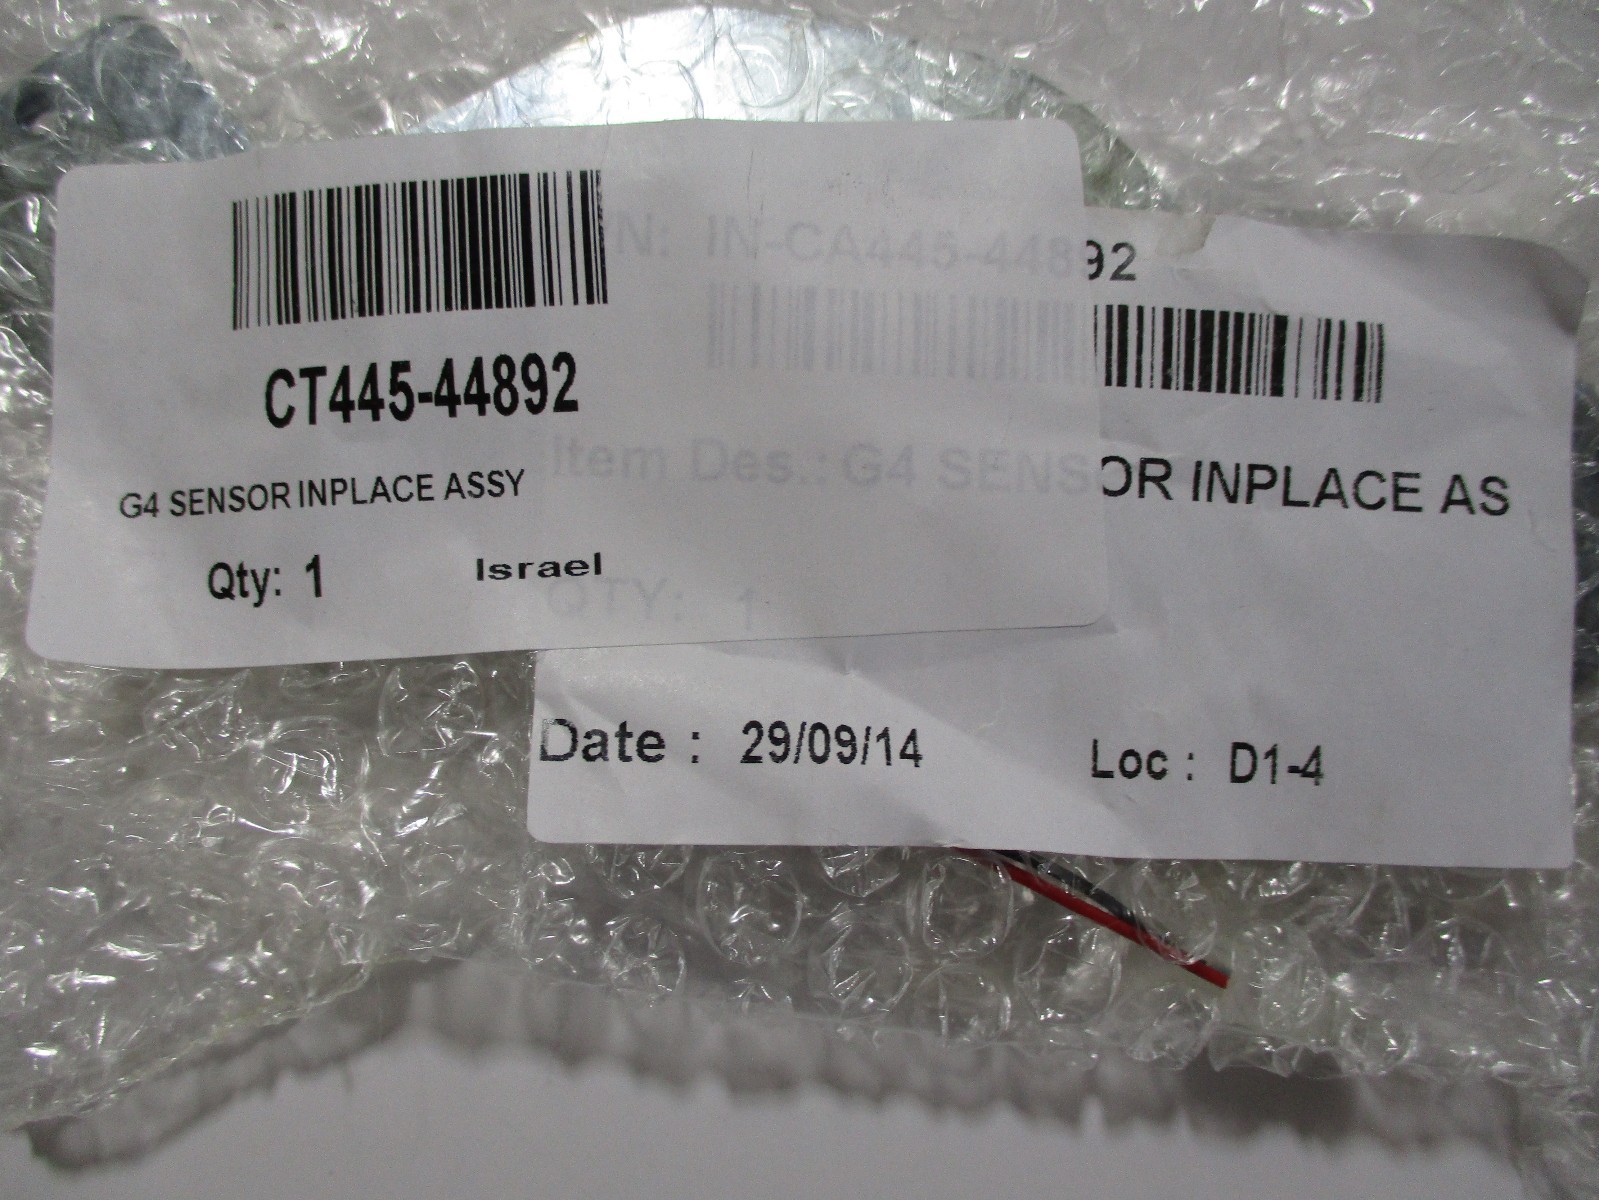 CT445-44892
G4 SENSOR INPLACE ASSY
Qty: 1 Israel
N: IN-CA445-44892
Item Des.: G4 SENSOR INPLACE AS
QTY: 1
Date : 29/09/14 Loc : D1-4